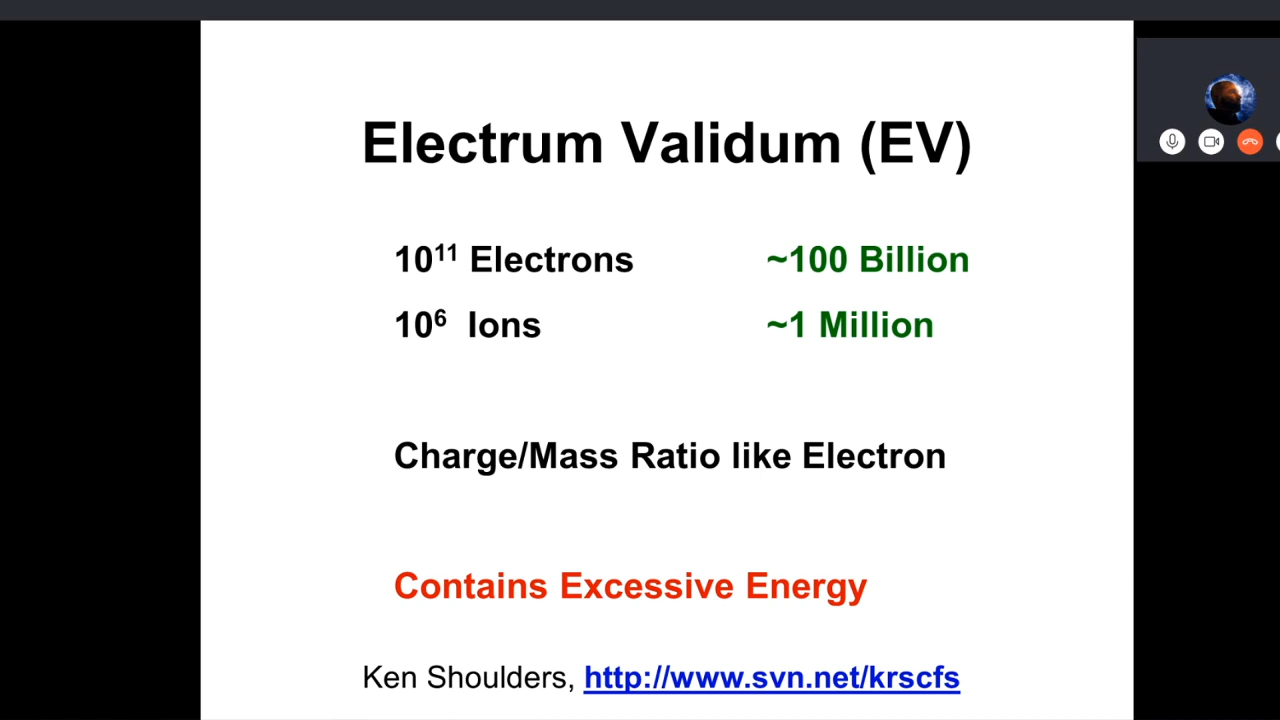 Electrum Validum (EV)
10¹¹ Electrons ~100 Billion
10⁶ Ions ~1 Million
Charge/Mass Ratio like Electron
Contains Excessive Energy
Ken Shoulders, http://www.svn.net/krscfs